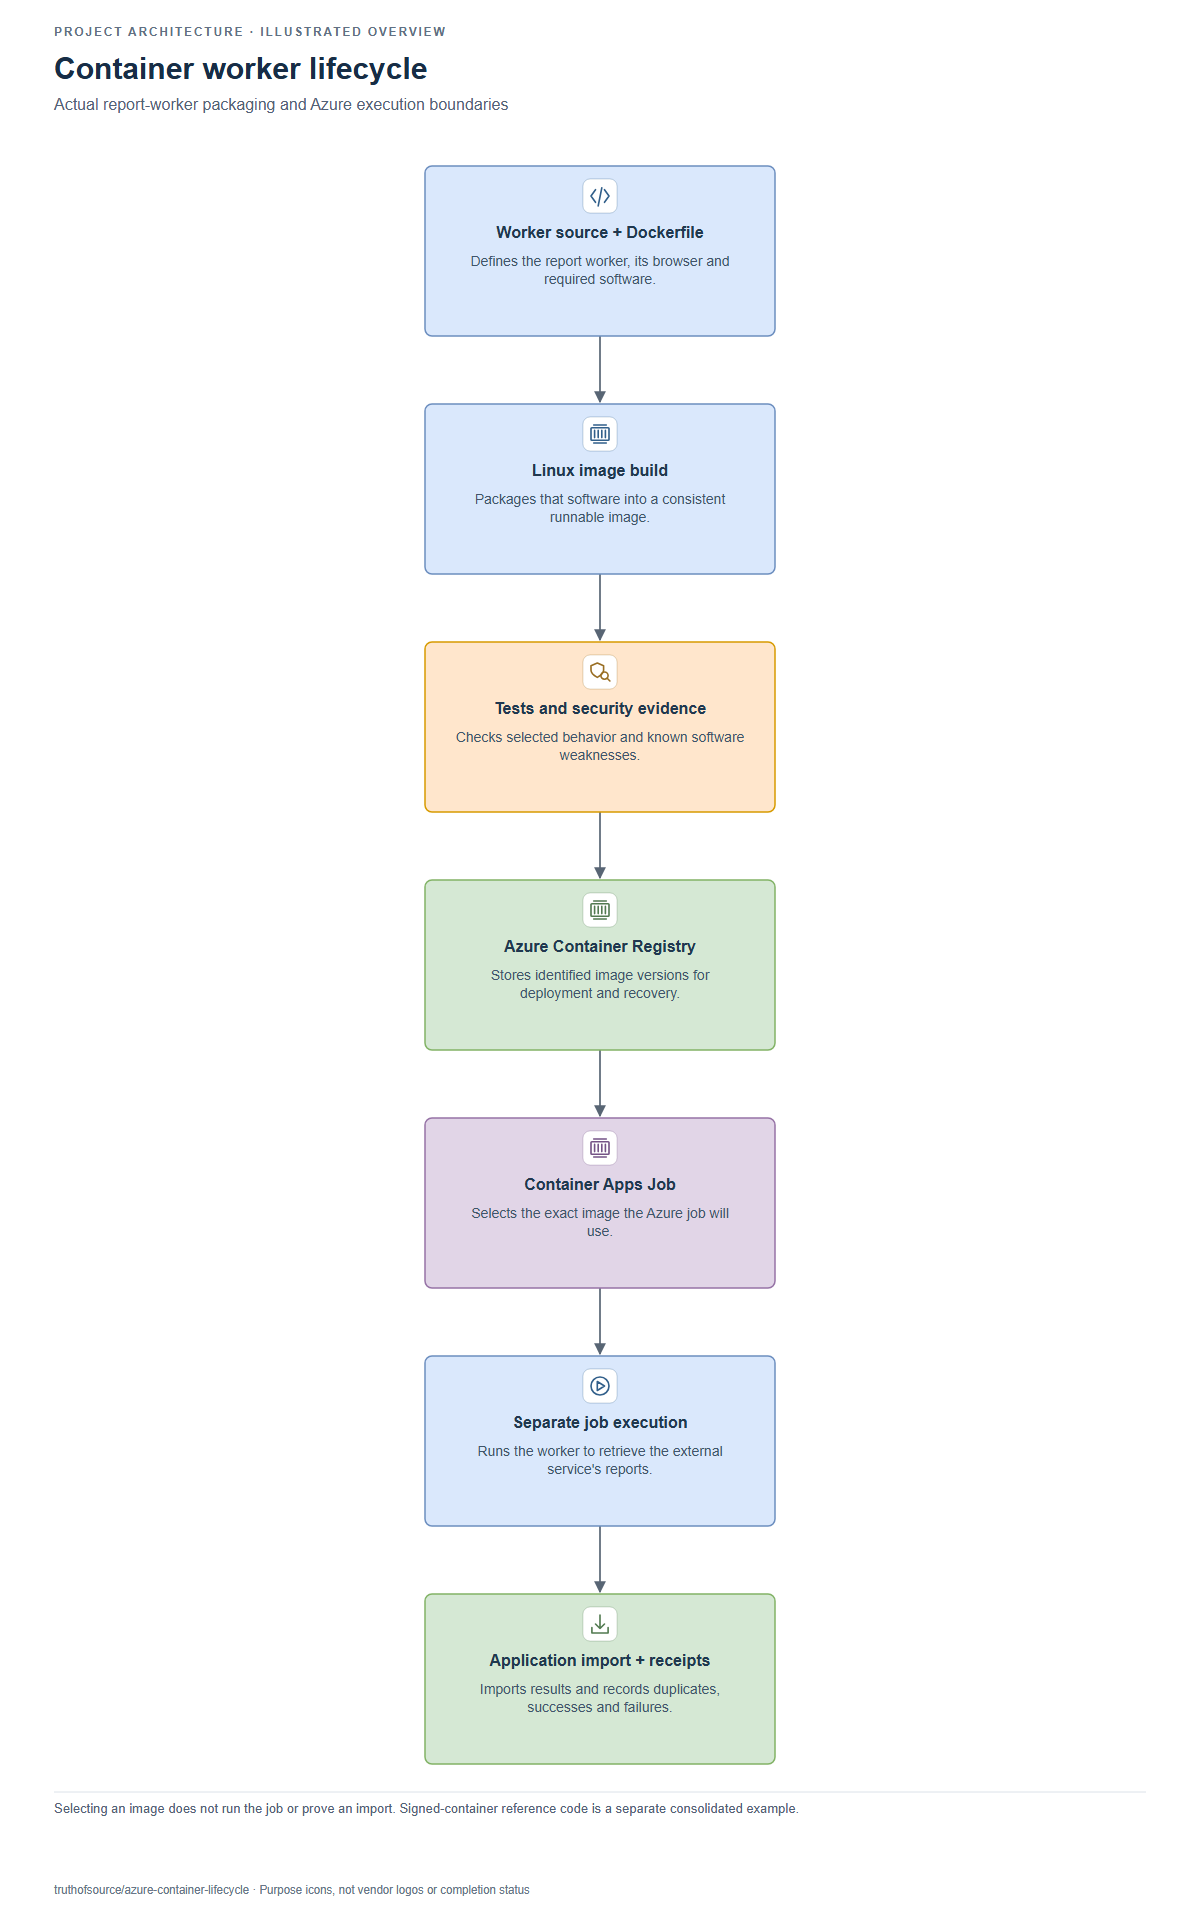 PROJECT ARCHITECTURE · ILLUSTRATED OVERVIEW
Container worker lifecycle
Actual report-worker packaging and Azure execution boundaries
Worker source + Dockerfile
Defines the report worker, its browser and
required software.
Linux image build
Packages that software into a consistent
runnable image.
Tests and security evidence
Checks selected behavior and known software
weaknesses.
Azure Container Registry
Stores identified image versions for
deployment and recovery.
Container Apps Job
Selects the exact image the Azure job will
use.
Separate job execution
Runs the worker to retrieve the external
service's reports.
Application import + receipts
Imports results and records duplicates,
successes and failures.
Selecting an image does not run the job or prove an import. Signed-container reference code is a separate consolidated example.
truthofsource/azure-container-lifecycle · Purpose icons, not vendor logos or completion status